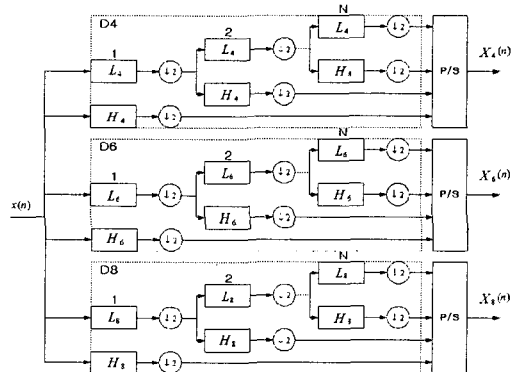 D4
N
L₄ ↓2
2
L₄ ↓2
1
L₄ ↓2
H₃ ↓2
H₄ ↓2
H₄ ↓2
P/S
X₄(n)
D6
N
L₆ ↓2
2
L₆ ↓2
1
L₆ ↓2
H₅ ↓2
H₆ ↓2
H₆ ↓2
P/S
X₆(n)
x(n)
D8
N
L₈ ↓2
2
L₈ ↓2
1
L₈ ↓2
H₈ ↓2
H₈ ↓2
H₈ ↓2
P/S
X₈(n)